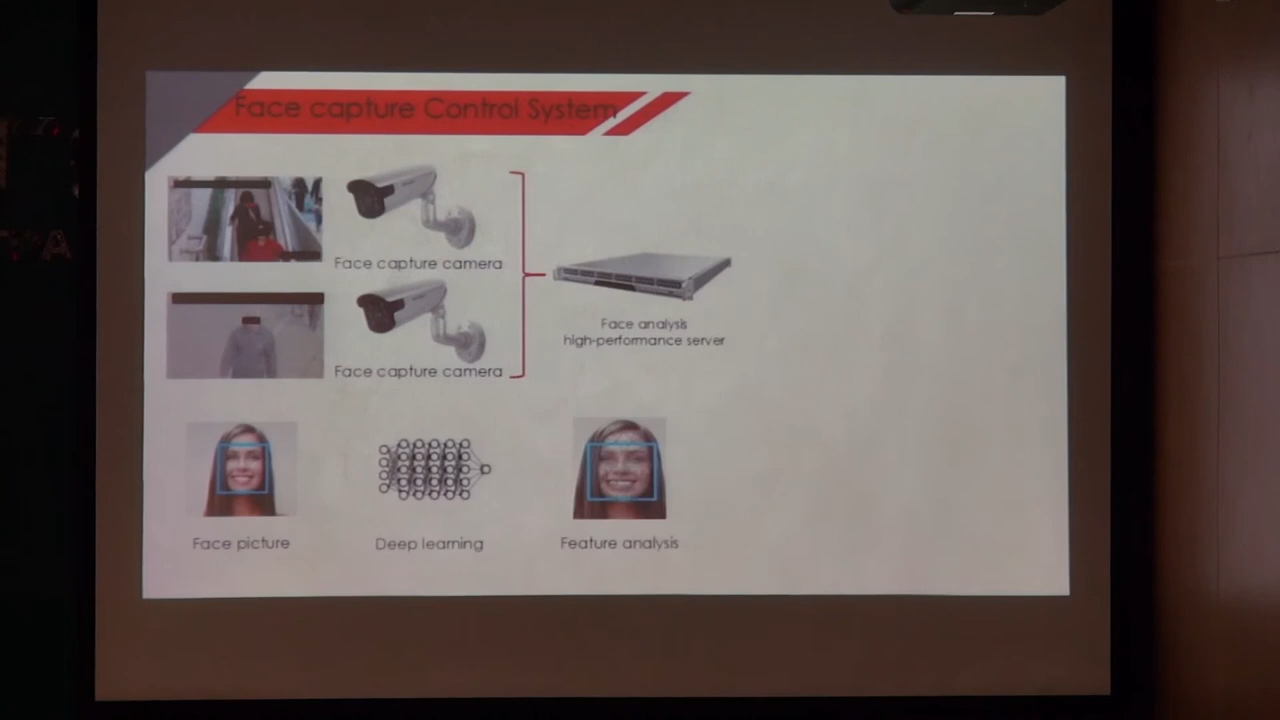 Face capture Control System
Face capture camera
Face analysis
high-performance server
Face capture camera
Face picture
Deep learning
Feature analysis